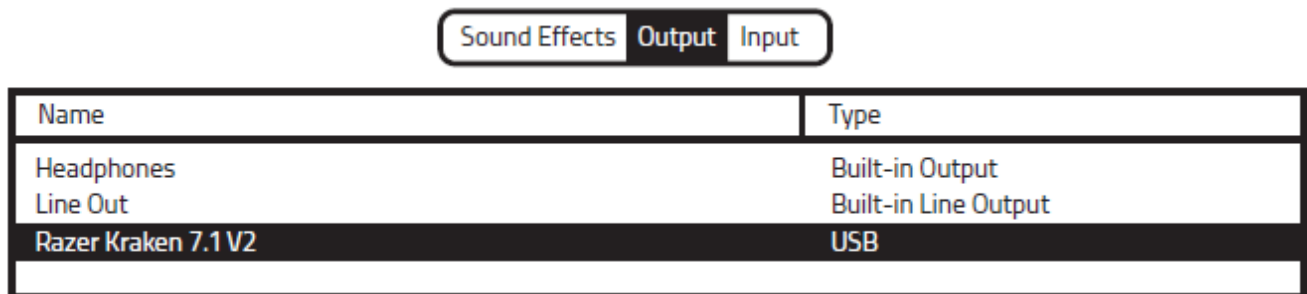 Sound Effects Output Input
Name Type
Headphones Built-in Output
Line Out Built-in Line Output
Razer Kraken 7.1 V2 USB